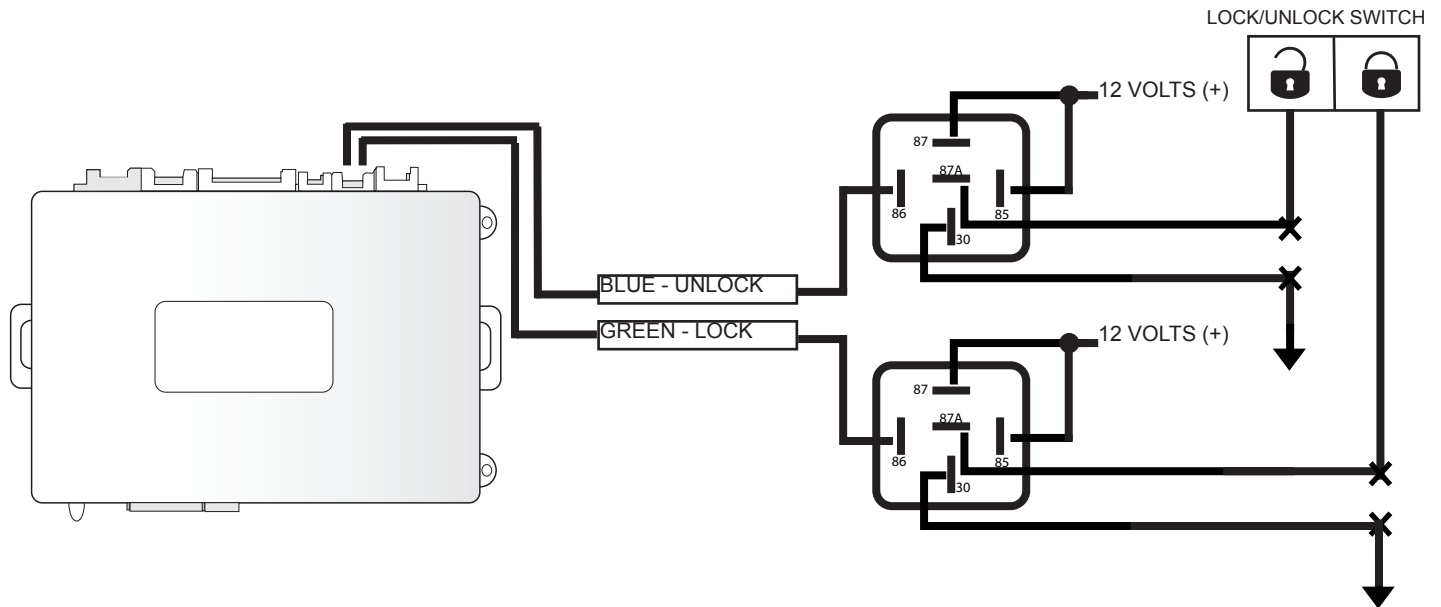 LOCK/UNLOCK SWITCH
12 VOLTS (+)
87
87A
86
85
30
BLUE - UNLOCK
GREEN - LOCK
12 VOLTS (+)
87
87A
86
85
30